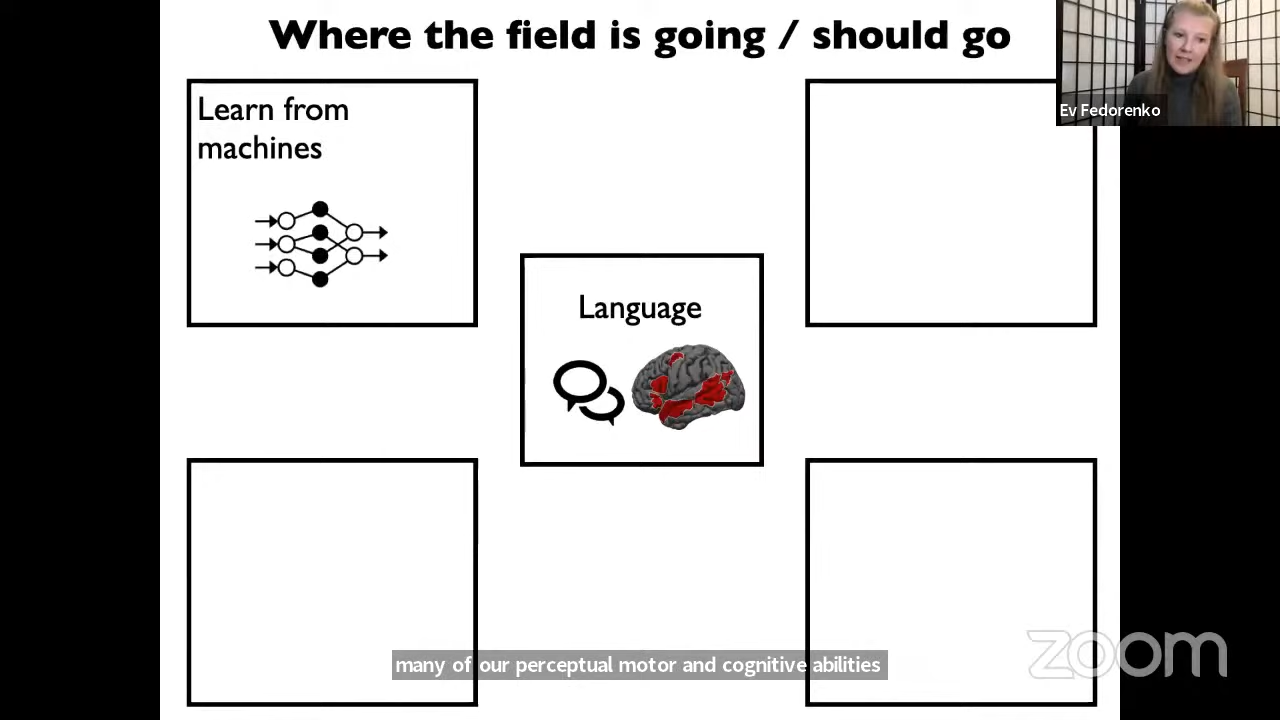 Where the field is going / should go
Ev Fedorenko
Learn from
machines
Language
many of our perceptual motor and cognitive abilities
zoom